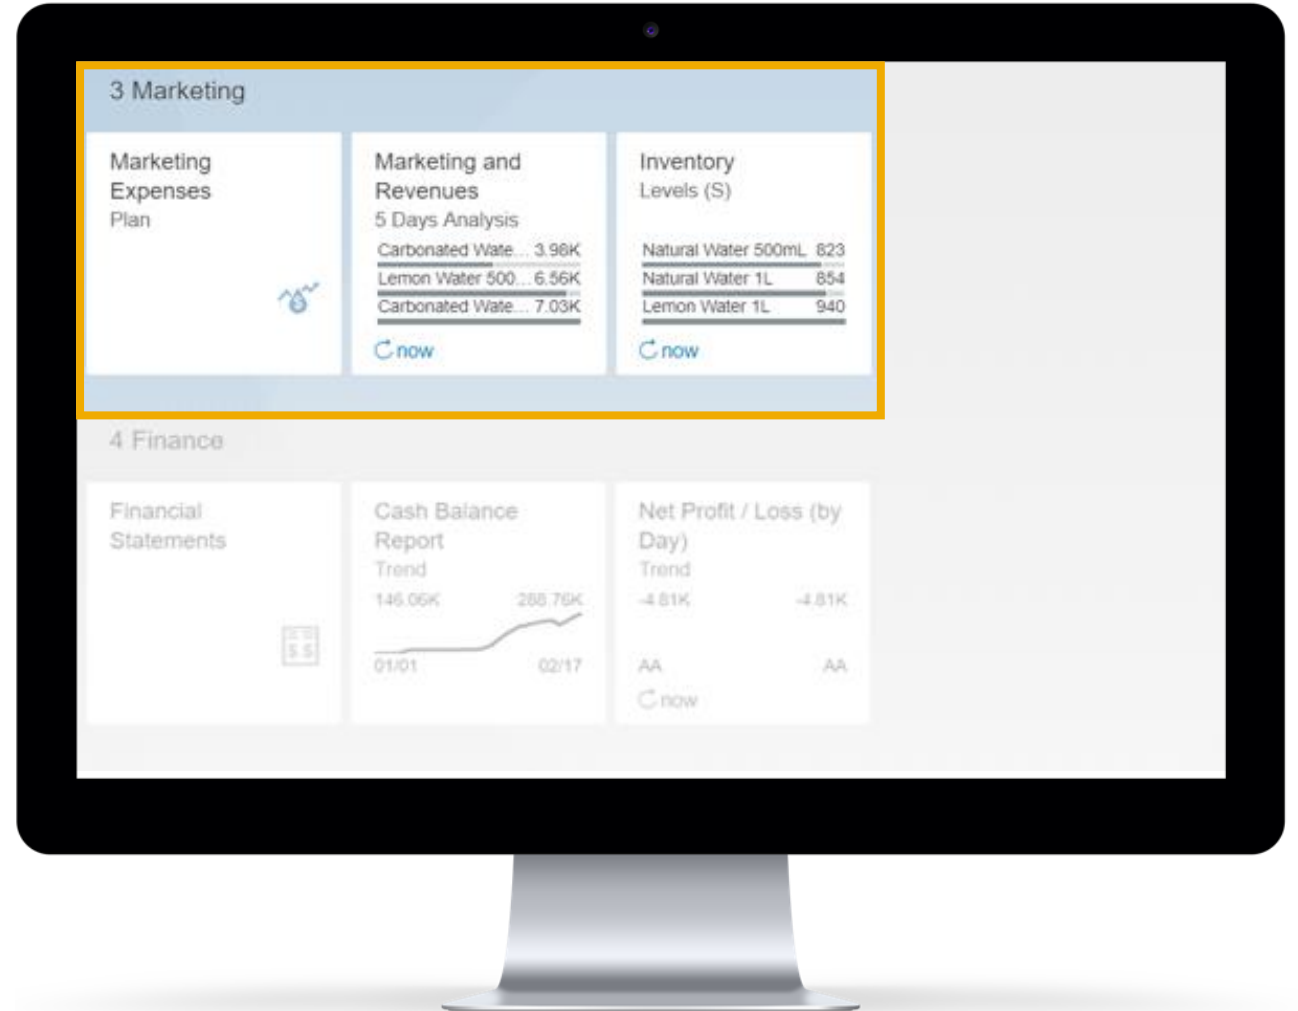 3 Marketing
Marketing
Expenses
Plan
Marketing and
Revenues
5 Days Analysis
Carbonated Wate... 3.98K
Lemon Water 500... 6.56K
Carbonated Wate... 7.03K
now
Inventory
Levels (S)
Natural Water 500mL 823
Natural Water 1L 854
Lemon Water 1L 940
now
4 Finance
Financial
Statements
$ $
Cash Balance
Report
Trend
146.06K 288.76K
01/01 02/17
Net Profit / Loss (by
Day)
Trend
-4.81K -4.81K
AA AA
now